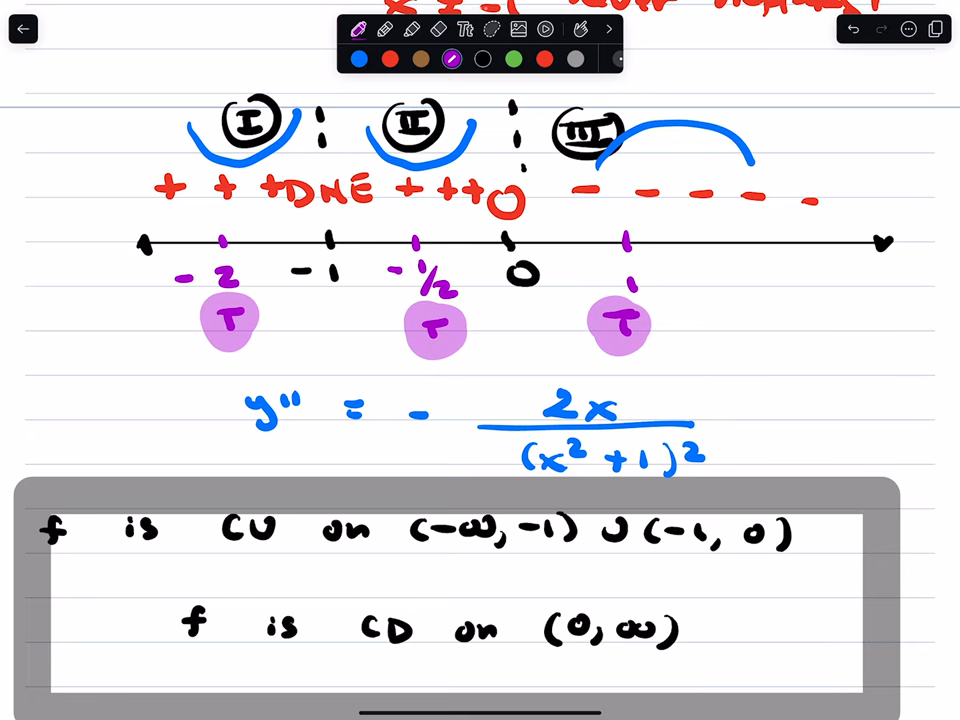 I II III
+ + + DNE + + + 0 - - - - -
-2 -1 -1/2 0 1
T T T
y'' = - 2x / (x² + 1)²
f is CU on (-∞, -1) ∪ (-1, 0)
f is CD on (0, ∞)